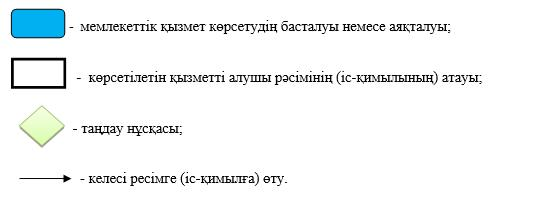 - мемлекеттік қызмет көрсетудің басталуы немесе аяқталуы;
- көрсетілетін қызметті алушы рәсімінің (іс-қимылының) атауы;
- таңдау нұсқасы;
- келесі ресімге (іс-қимылға) өту.